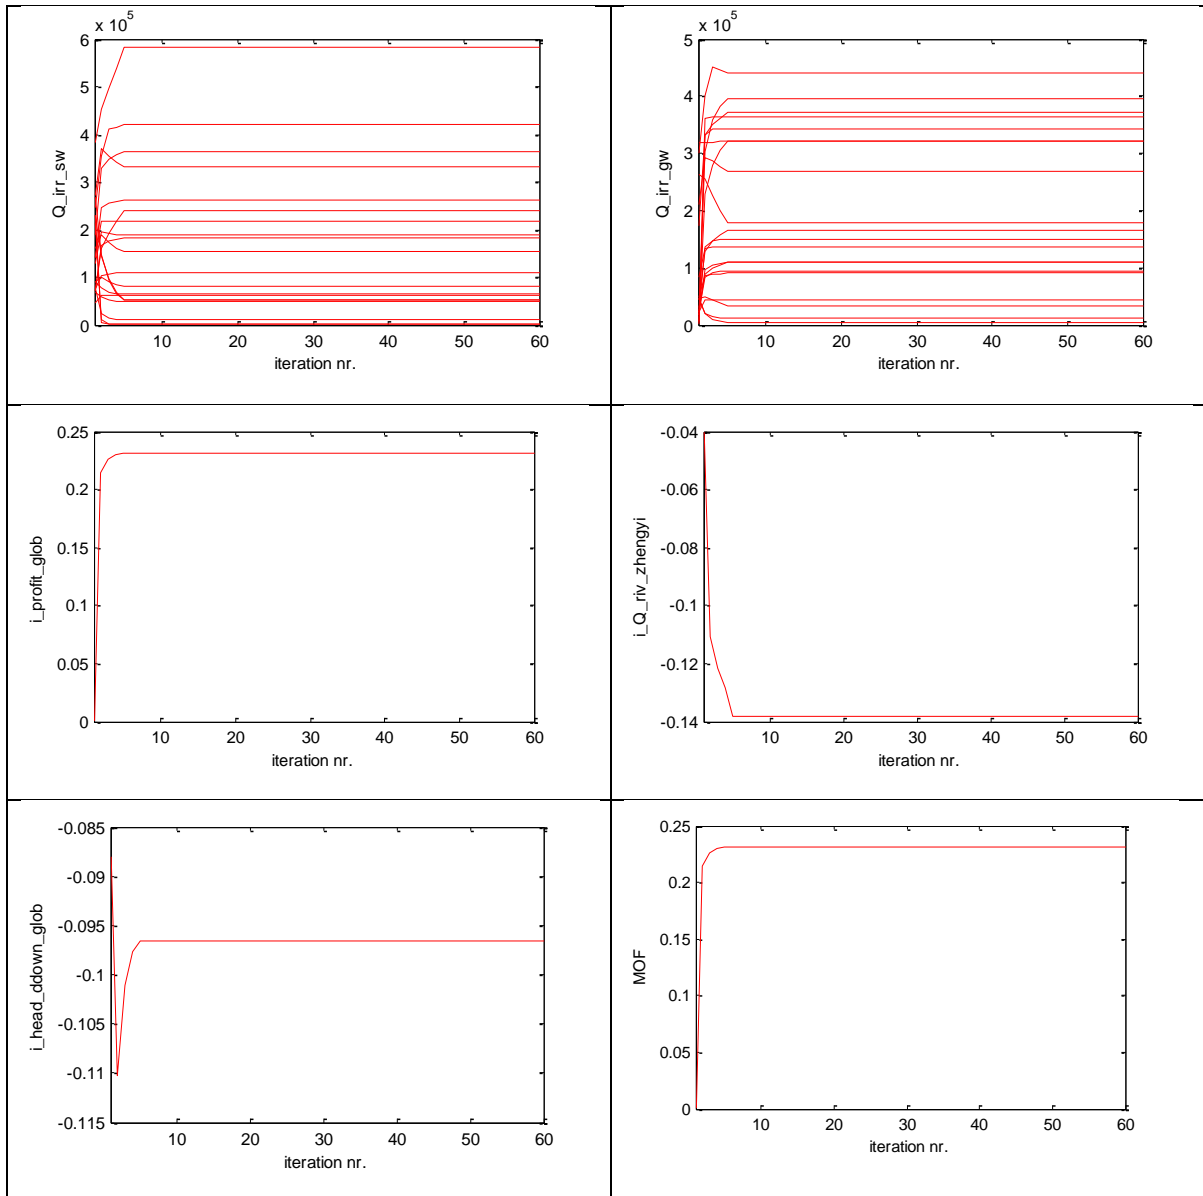 x 10^5
6
5
4
3
2
1
0
Q_irr_sw
10 20 30 40 50 60
iteration nr.
x 10^5
5
4
3
2
1
0
Q_irr_gw
10 20 30 40 50 60
iteration nr.
0.25
0.2
0.15
0.1
0.05
0
i_profit_glob
10 20 30 40 50 60
iteration nr.
-0.04
-0.06
-0.08
-0.1
-0.12
-0.14
i_Q_riv_zhengyi
10 20 30 40 50 60
iteration nr.
-0.085
-0.09
-0.095
-0.1
-0.105
-0.11
-0.115
i_head_ddown_glob
10 20 30 40 50 60
iteration nr.
0.25
0.2
0.15
0.1
0.05
0
MOF
10 20 30 40 50 60
iteration nr.